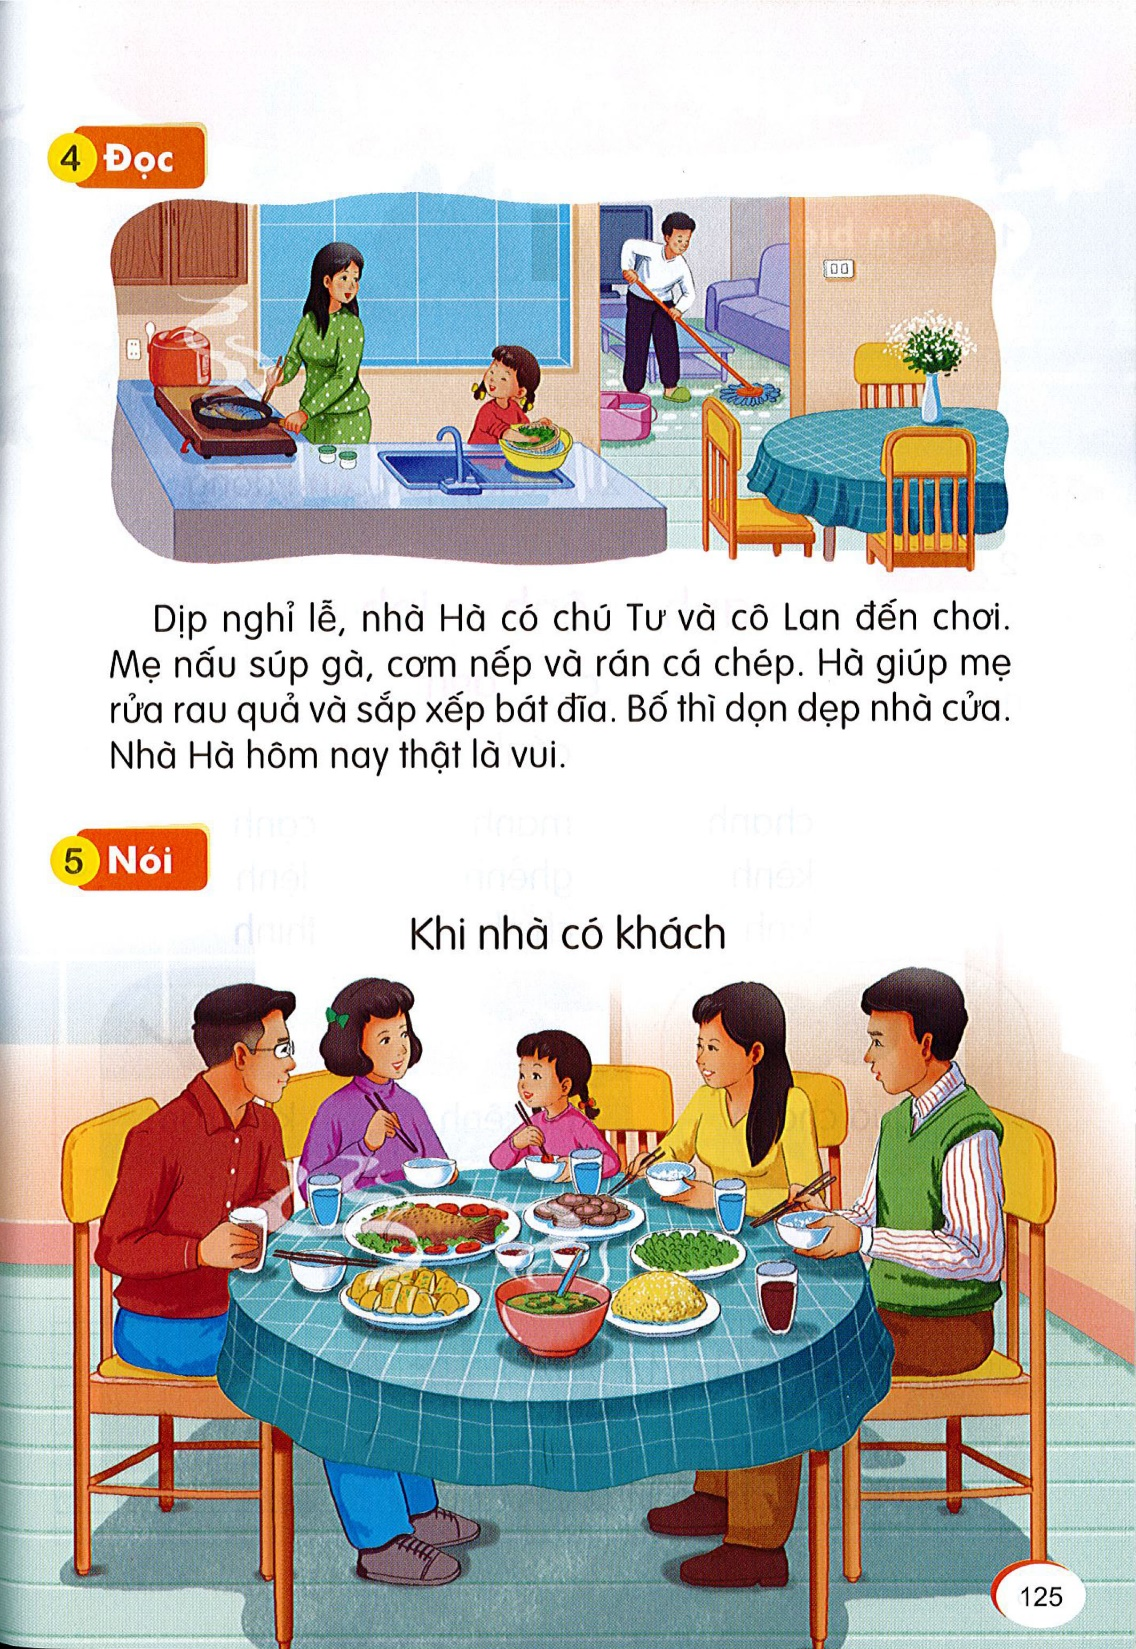 4 Đọc
Dịp nghỉ lễ, nhà Hà có chú Tư và cô Lan đến chơi.
Mẹ nấu súp gà, cơm nếp và rán cá chép. Hà giúp mẹ
rửa rau quả và sắp xếp bát đĩa. Bố thì dọn dẹp nhà cửa.
Nhà Hà hôm nay thật là vui.
5 Nói
Khi nhà có khách
125